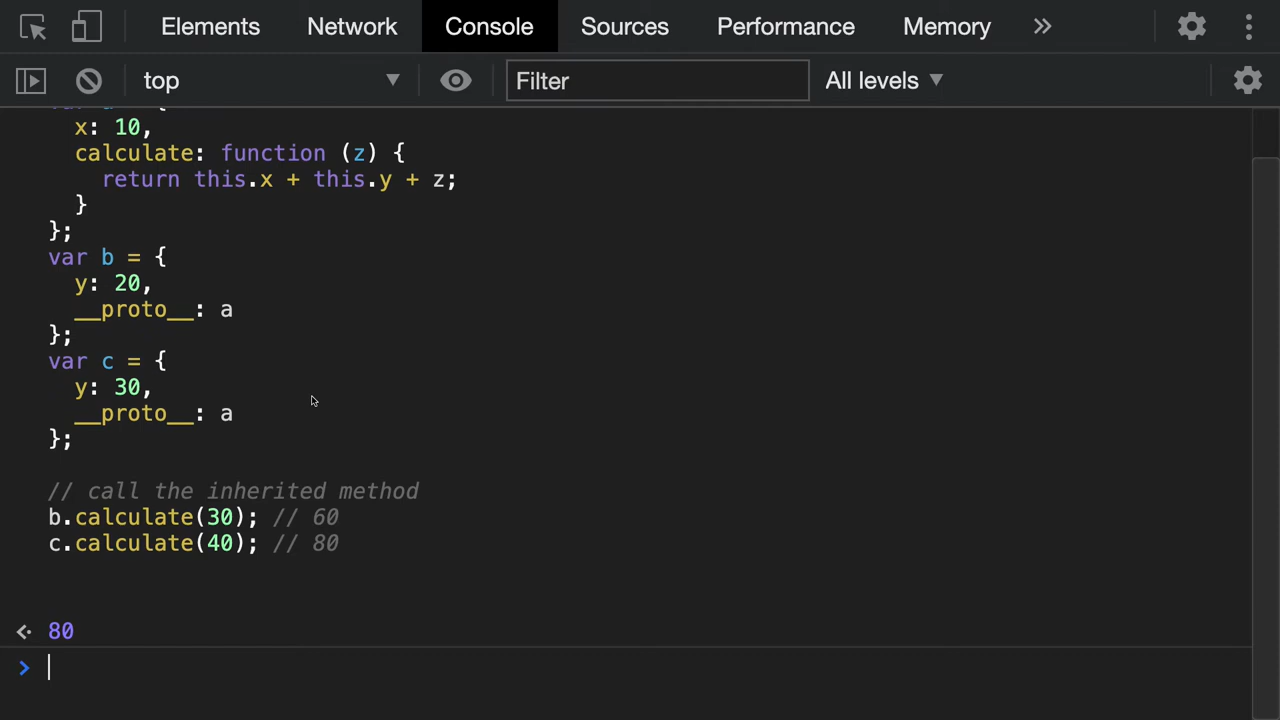 Elements Network Console Sources Performance Memory
top Filter All levels
var a = {
x: 10,
calculate: function (z) {
return this.x + this.y + z;
}
};
var b = {
y: 20,
__proto__: a
};
var c = {
y: 30,
__proto__: a
};
// call the inherited method
b.calculate(30); // 60
c.calculate(40); // 80
80